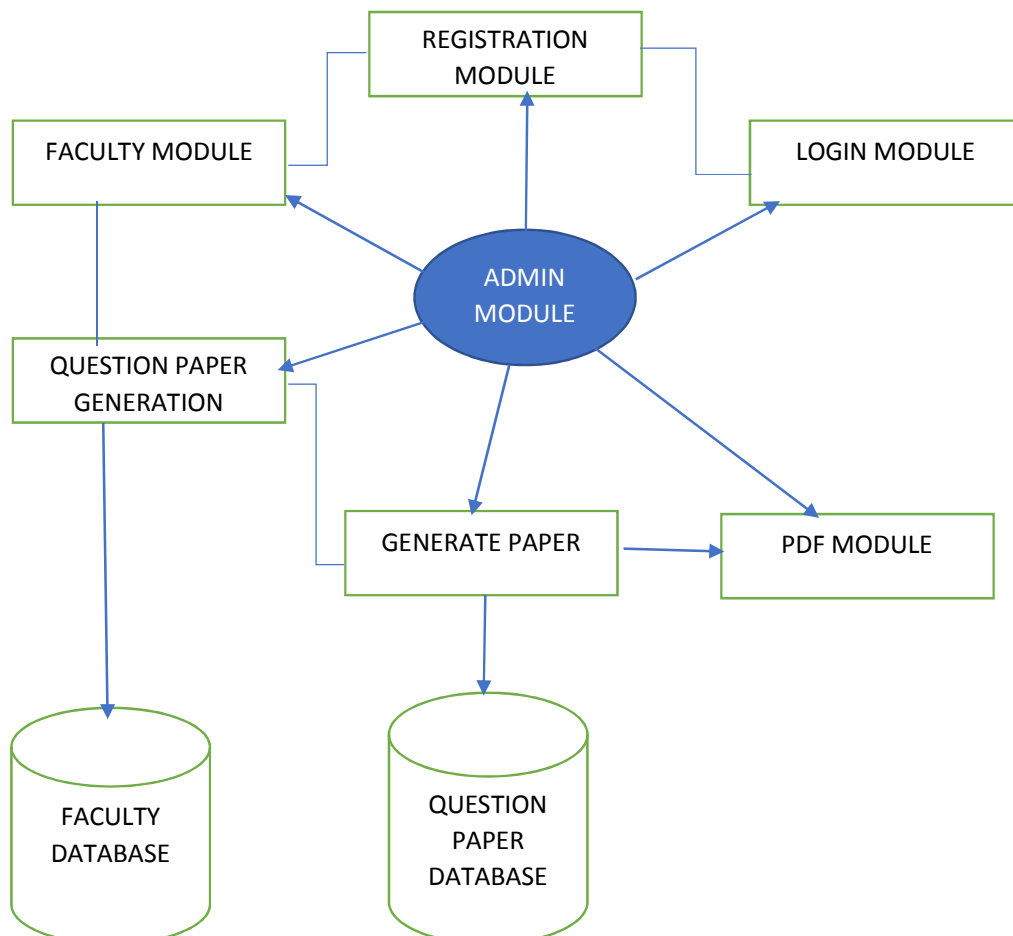 REGISTRATION
MODULE
FACULTY MODULE
LOGIN MODULE
ADMIN
MODULE
QUESTION PAPER
GENERATION
GENERATE PAPER
PDF MODULE
FACULTY
DATABASE
QUESTION
PAPER
DATABASE